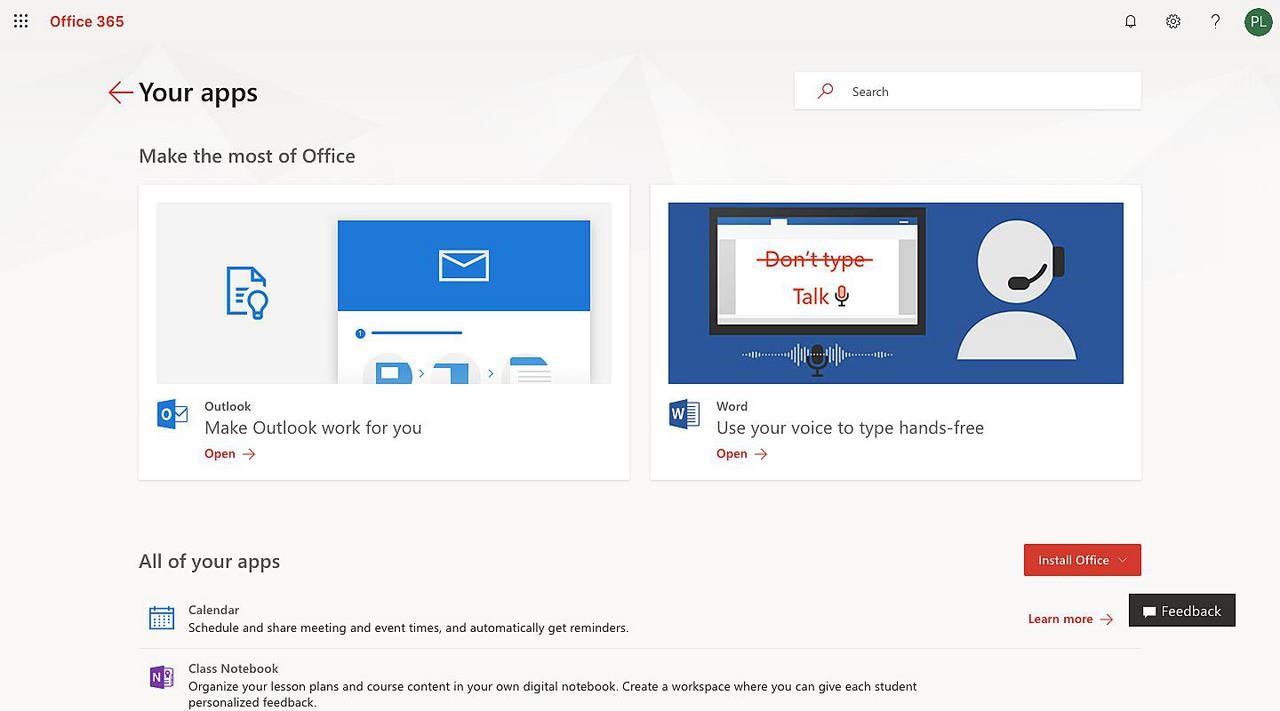 Office 365
?
PL
Your apps
Search
Make the most of Office
Don't type
Talk
1
O
Outlook
Make Outlook work for you
Open
W
Word
Use your voice to type hands-free
Open
All of your apps
Install Office
Calendar
Schedule and share meeting and event times, and automatically get reminders.
Learn more
Feedback
N
Class Notebook
Organize your lesson plans and course content in your own digital notebook. Create a workspace where you can give each student
personalized feedback.